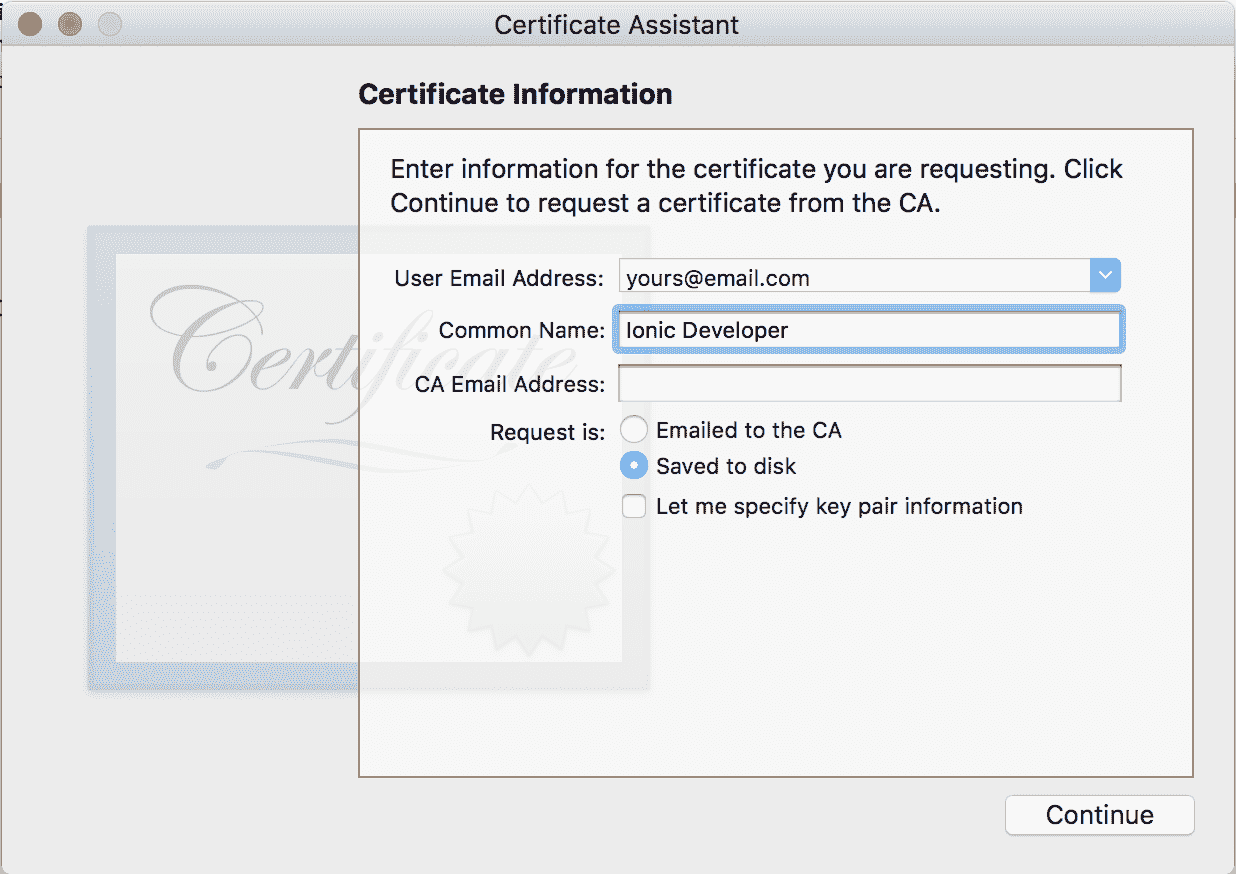 Certificate Assistant
Certificate Information
Enter information for the certificate you are requesting. Click
Continue to request a certificate from the CA.
User Email Address: yours@email.com
Common Name: Ionic Developer
CA Email Address:
Request is: Emailed to the CA
Saved to disk
Let me specify key pair information
Certificate
Continue